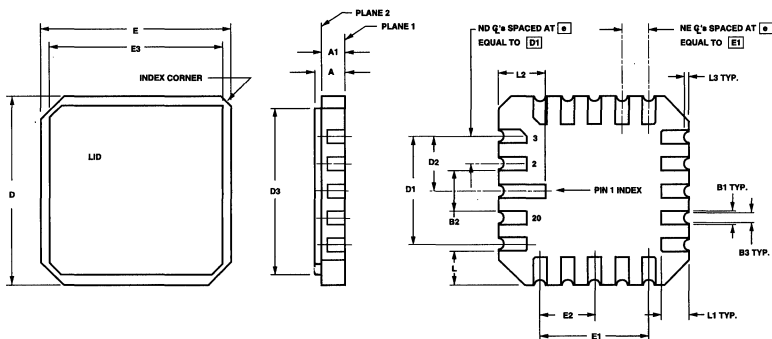 PLANE 2
PLANE 1
ND ℄'s SPACED AT e
EQUAL TO D1
NE ℄'s SPACED AT e
EQUAL TO E1
E
E3
A1
A
INDEX CORNER
L2
L3 TYP.
LID
D
D3
D1
D2
B2
3
2
PIN 1 INDEX
20
B1 TYP.
B3 TYP.
L
E2
E1
L1 TYP.